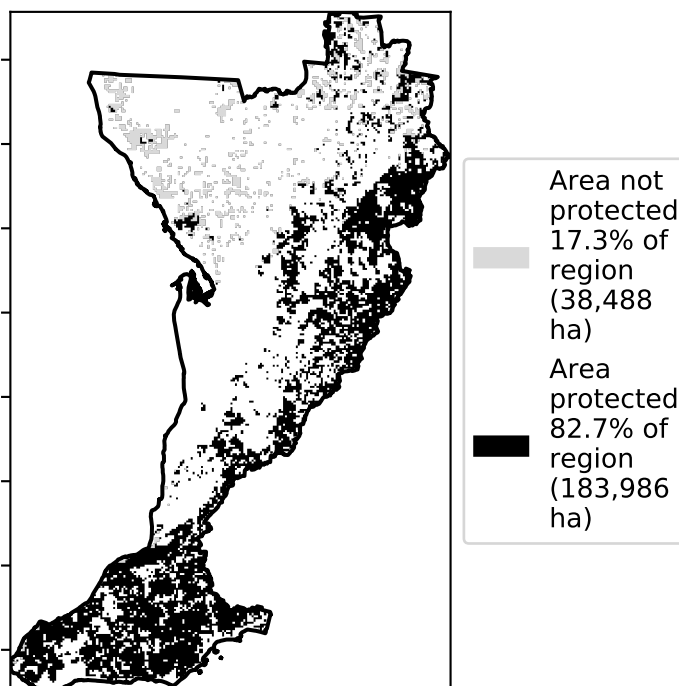 Area not
protected
17.3% of
region
(38,488
ha)
Area
protected
82.7% of
region
(183,986
ha)